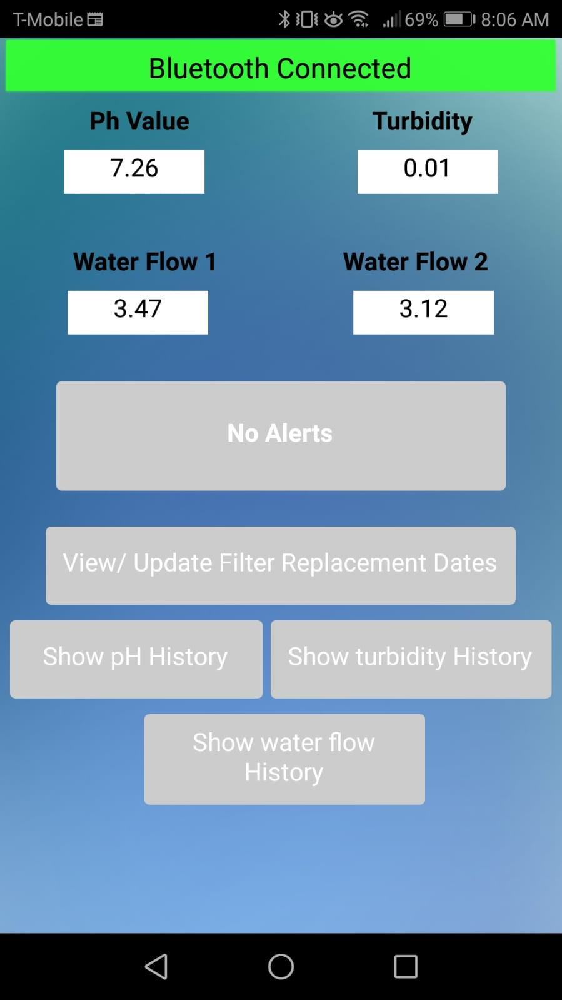 T-Mobile 69% 8:06 AM
Bluetooth Connected
Ph Value Turbidity
7.26 0.01
Water Flow 1 Water Flow 2
3.47 3.12
No Alerts
View/ Update Filter Replacement Dates
Show pH History Show turbidity History
Show water flow
History